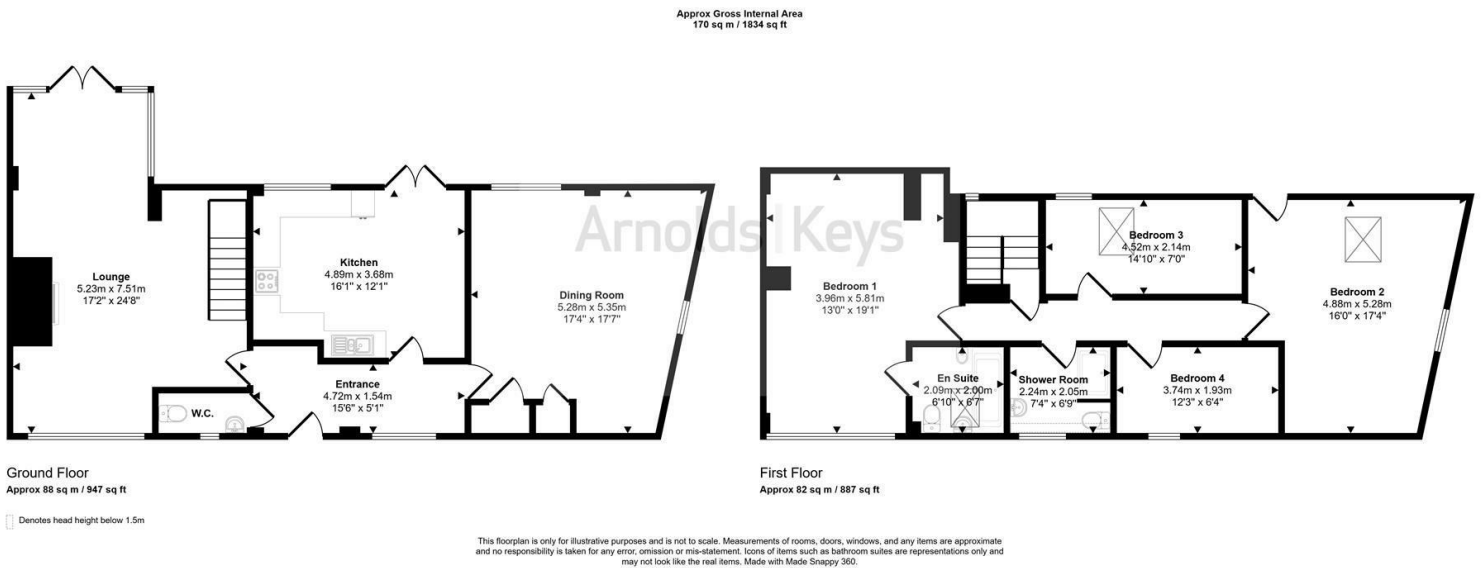 Approx Gross Internal Area
170 sq m / 1834 sq ft
Arnolds | Keys
Lounge
5.23m x 7.51m
17'2" x 24'8"
Kitchen
4.89m x 3.68m
16'1" x 12'1"
Dining Room
5.28m x 5.35m
17'4" x 17'7"
Entrance
4.72m x 1.54m
15'6" x 5'1"
W.C.
Bedroom 1
3.96m x 5.81m
13'0" x 19'1"
Bedroom 3
4.52m x 2.14m
14'10" x 7'0"
Bedroom 2
4.88m x 5.28m
16'0" x 17'4"
En Suite
2.09m x 2.00m
6'10" x 6'7"
Shower Room
2.24m x 2.05m
7'4" x 6'9"
Bedroom 4
3.74m x 1.93m
12'3" x 6'4"
Ground Floor
Approx 88 sq m / 947 sq ft
First Floor
Approx 82 sq m / 887 sq ft
Denotes head height below 1.5m
This floorplan is only for illustrative purposes and is not to scale. Measurements of rooms, doors, windows, and any items are approximate
and no responsibility is taken for any error, omission or mis-statement. Icons of items such as bathroom suites are representations only and
may not look like the real items. Made with Made Snappy 360.